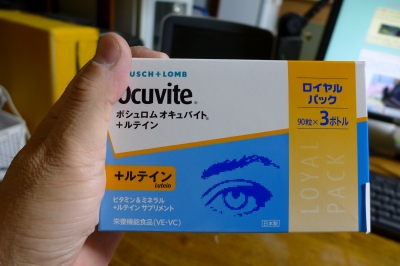 BAUSCH+LOMB
Ocuvite®
ボシュロム オキュバイト®
+ルテイン
+ルテイン
Lutein
ビタミン&ミネラル
+ルテイン サプリメント
栄養機能食品(VE・VC)
ロイヤル
パック
90粒×3ボトル
LOYAL
PACK
日本製